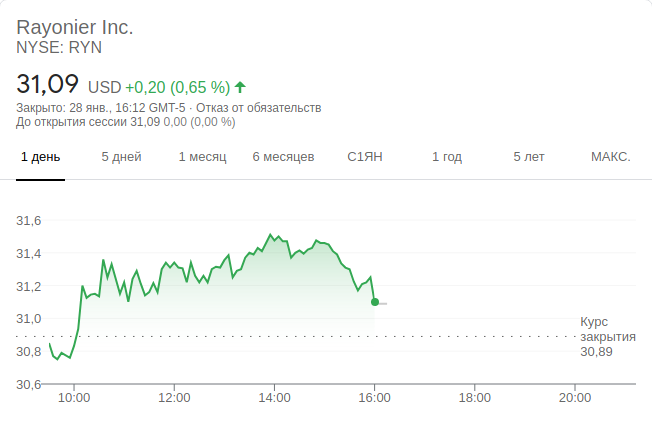 Rayonier Inc.
NYSE: RYN
31,09 USD +0,20 (0,65 %)
Закрыто: 28 янв., 16:12 GMT-5 · Отказ от обязательств
До открытия сессии 31,09 0,00 (0,00 %)
1 день 5 дней 1 месяц 6 месяцев С1ЯН 1 год 5 лет МАКС.
31,6
31,4
31,2
31,0
Курс
закрытия
30,89
30,8
30,6
10:00 12:00 14:00 16:00 18:00 20:00